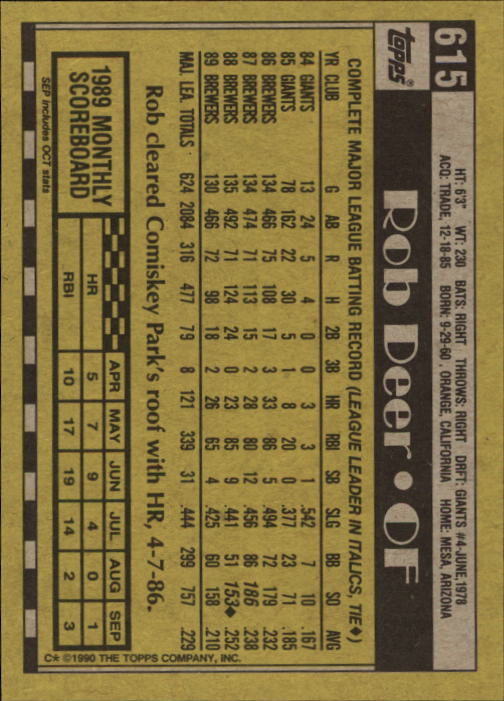 615
topps®
HT: 6'3" WT: 230 BATS: RIGHT THROWS: RIGHT DRFT: GIANTS #4-JUNE, 1978
ACQ: TRADE, 12-18-85 BORN: 9-29-60, ORANGE, CALIFORNIA HOME: MESA, ARIZONA
Rob Deer • OF
COMPLETE MAJOR LEAGUE BATTING RECORD (LEAGUE LEADER IN ITALICS, TIE♦)
YR CLUB G AB R H 2B 3B HR RBI SB SLG BB SO AVG
84 GIANTS 13 24 5 4 0 0 3 3 1 .542 7 10 .167
85 GIANTS 78 162 22 30 5 1 8 20 0 .377 23 71 .185
86 BREWERS 134 466 75 108 17 3 33 86 5 .494 72 179 .232
87 BREWERS 134 474 71 113 15 2 28 80 12 .456 86 186 .238
88 BREWERS 135 492 71 124 24 0 23 85 9 .441 51 153♦ .252
89 BREWERS 130 466 72 98 18 2 26 65 4 .425 60 158 .210
MAJ. LEA. TOTALS 624 2084 316 477 79 8 121 339 31 .444 299 757 .229
Rob cleared Comiskey Park's roof with HR, 4-7-86.
1989 MONTHLY
SCOREBOARD
SEP includes OCT stats
APR MAY JUN JUL AUG SEP
HR 5 7 9 4 0 1
RBI 10 17 19 14 2 3
C* ©1990 THE TOPPS COMPANY, INC.